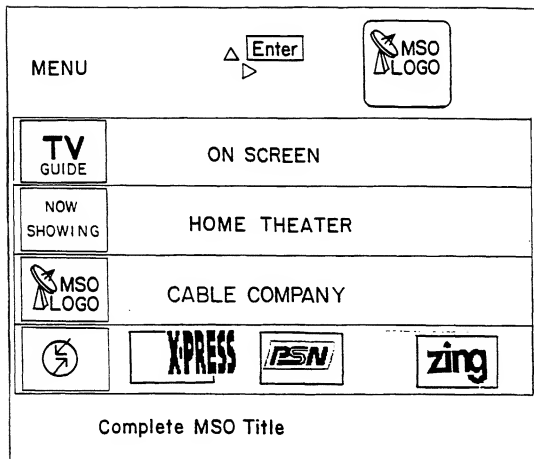 MENU Enter MSO LOGO
TV GUIDE ON SCREEN
NOW SHOWING HOME THEATER
MSO LOGO CABLE COMPANY
X•PRESS PSN zing
Complete MSO Title